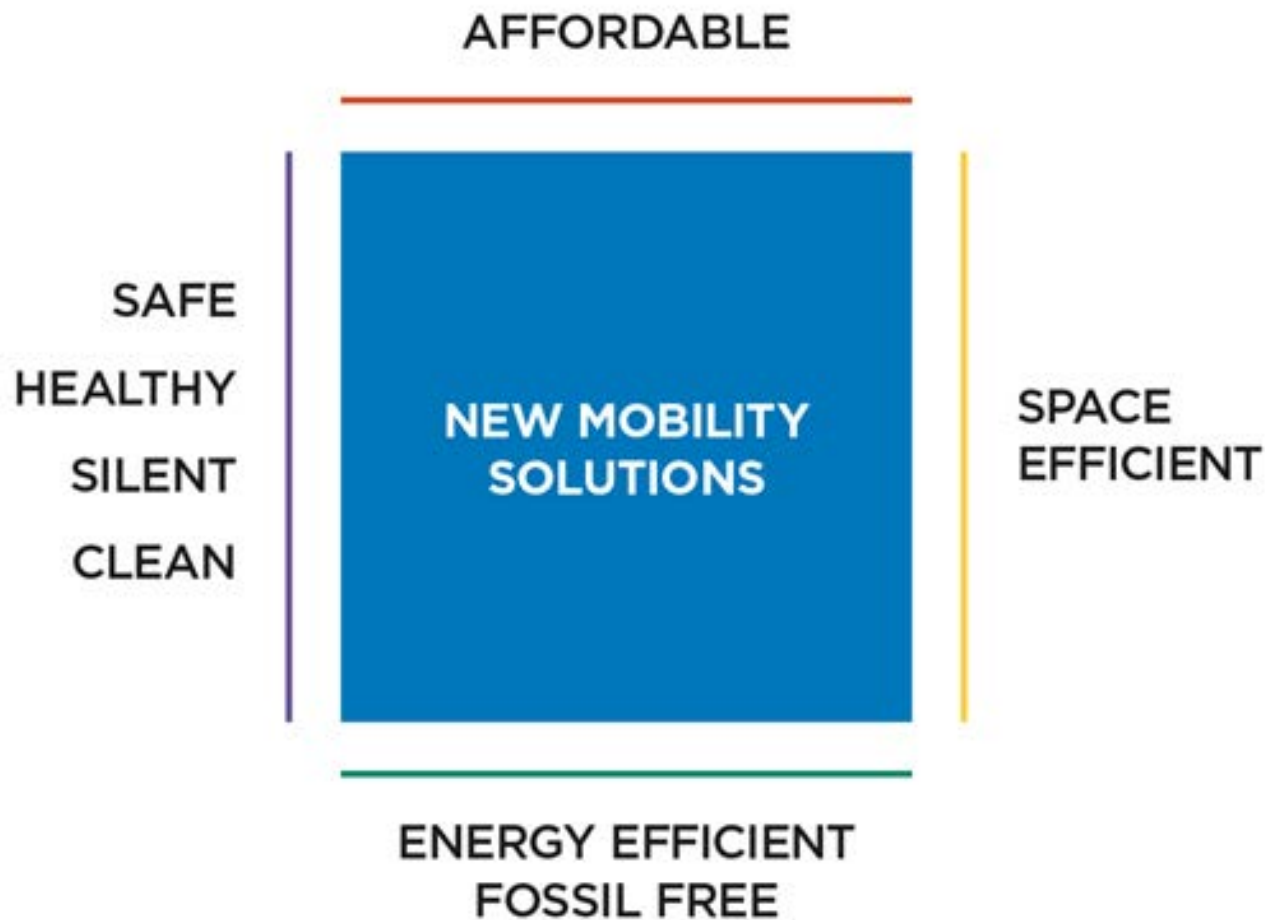 AFFORDABLE
SAFE
HEALTHY
SILENT
CLEAN
NEW MOBILITY
SOLUTIONS
SPACE
EFFICIENT
ENERGY EFFICIENT
FOSSIL FREE